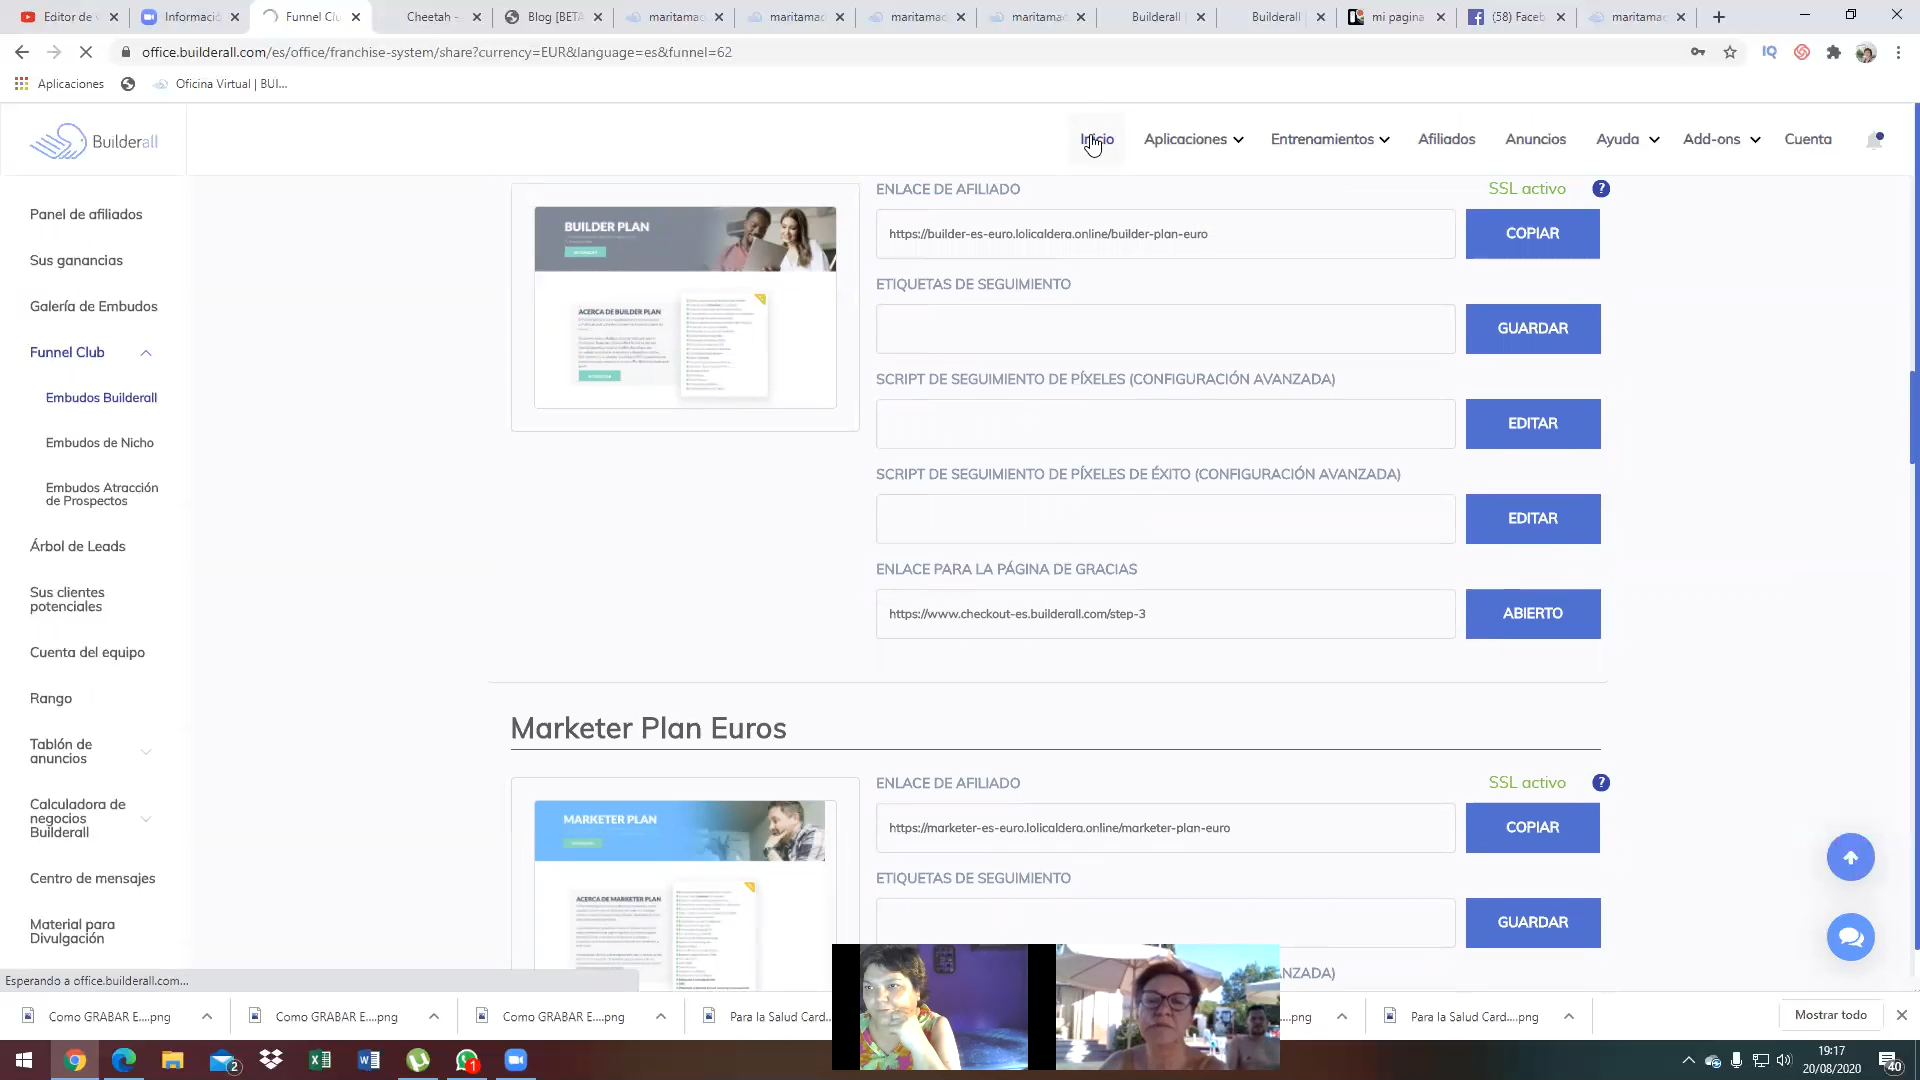 Editor de v
Informació
Funnel Clu
Cheetah -
Blog [BETA
maritamac
maritamac
maritamac
maritamac
Builderall
Builderall
mi pagina
(58) Faceb
maritamac
office.builderall.com/es/office/franchise-system/share?currency=EUR&language=es&funnel=62
Aplicaciones
Oficina Virtual | BUI...
Builderall
Inicio
Aplicaciones
Entrenamientos
Afiliados
Anuncios
Ayuda
Add-ons
Cuenta
Panel de afiliados
Sus ganancias
Galería de Embudos
Funnel Club
Embudos Builderall
Embudos de Nicho
Embudos Atracción
de Prospectos
Árbol de Leads
Sus clientes
potenciales
Cuenta del equipo
Rango
Tablón de
anuncios
Calculadora de
negocios
Builderall
Centro de mensajes
Material para
Divulgación
BUILDER PLAN
ACERCA DE BUILDER PLAN
ENLACE DE AFILIADO
SSL activo
?
https://builder-es-euro.lolicaldera.online/builder-plan-euro
COPIAR
ETIQUETAS DE SEGUIMIENTO
GUARDAR
SCRIPT DE SEGUIMIENTO DE PÍXELES (CONFIGURACIÓN AVANZADA)
EDITAR
SCRIPT DE SEGUIMIENTO DE PÍXELES DE ÉXITO (CONFIGURACIÓN AVANZADA)
EDITAR
ENLACE PARA LA PÁGINA DE GRACIAS
https://www.checkout-es.builderall.com/step-3
ABIERTO
Marketer Plan Euros
MARKETER PLAN
ACERCA DE MARKETER PLAN
ENLACE DE AFILIADO
SSL activo
?
https://marketer-es-euro.lolicaldera.online/marketer-plan-euro
COPIAR
ETIQUETAS DE SEGUIMIENTO
GUARDAR
ANZADA)
Esperando a office.builderall.com...
Como GRABAR E....png
Como GRABAR E....png
Como GRABAR E....png
Para la Salud Card....
....png
Para la Salud Card....png
Mostrar todo
2
1
19:17
20/08/2020
40